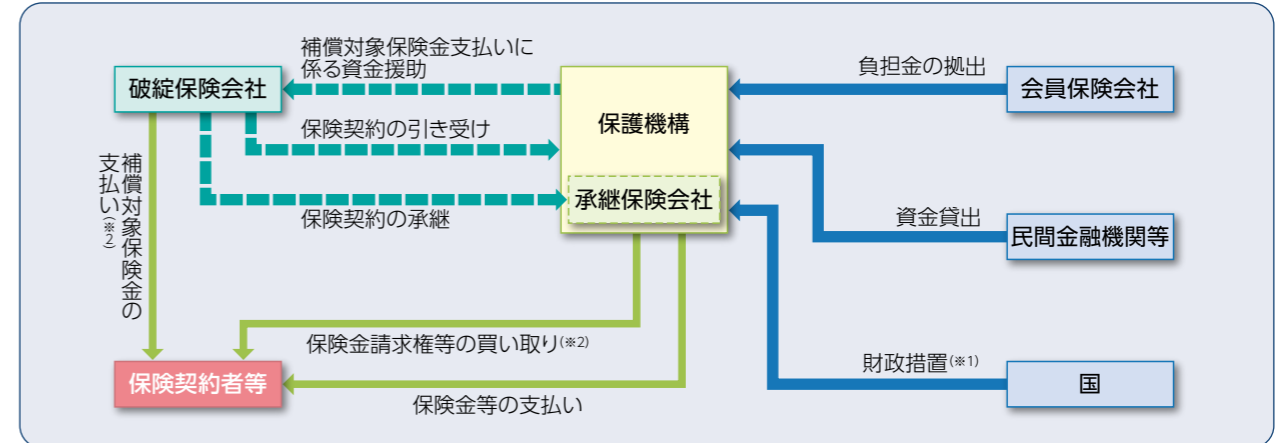 補償対象保険金支払いに
係る資金援助
負担金の拠出
破綻保険会社
会員保険会社
保護機構
保険契約の引き受け
補償対象保険金の
支払い(※2)
承継保険会社
保険契約の承継
資金貸出
民間金融機関等
保険金請求権等の買い取り(※2)
財政措置(※1)
保険契約者等
国
保険金等の支払い